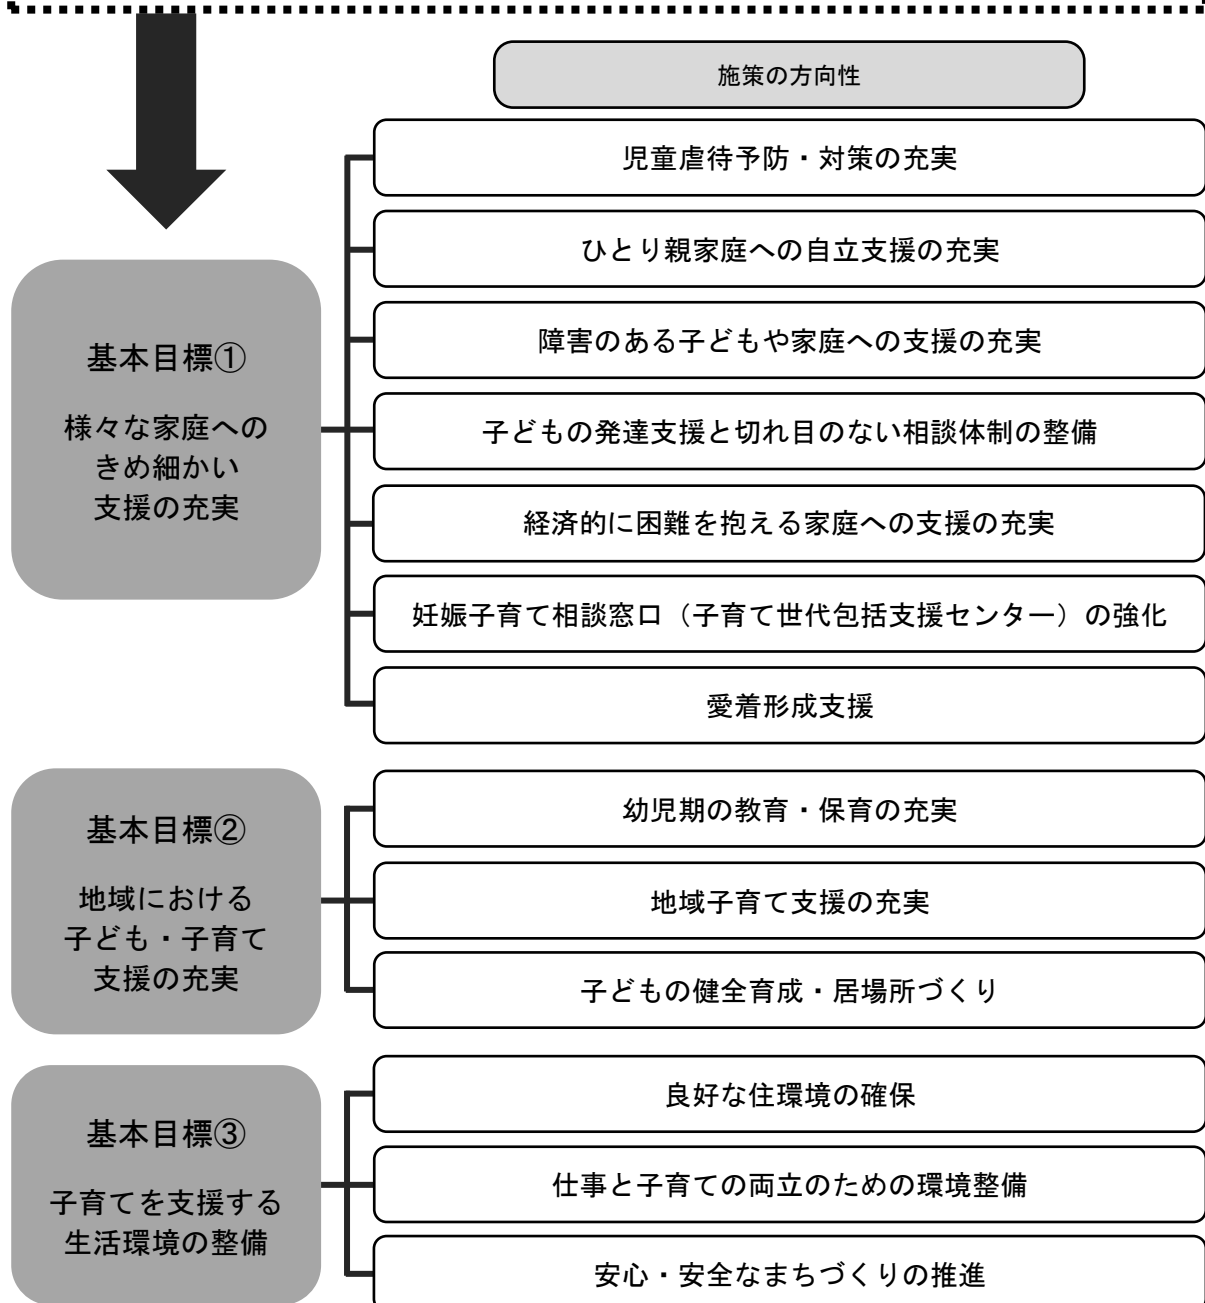 施策の方向性
基本目標①
様々な家庭への
きめ細かい
支援の充実
児童虐待予防・対策の充実
ひとり親家庭への自立支援の充実
障害のある子どもや家庭への支援の充実
子どもの発達支援と切れ目のない相談体制の整備
経済的に困難を抱える家庭への支援の充実
妊娠子育て相談窓口（子育て世代包括支援センター）の強化
愛着形成支援
基本目標②
地域における
子ども・子育て
支援の充実
幼児期の教育・保育の充実
地域子育て支援の充実
子どもの健全育成・居場所づくり
基本目標③
子育てを支援する
生活環境の整備
良好な住環境の確保
仕事と子育ての両立のための環境整備
安心・安全なまちづくりの推進